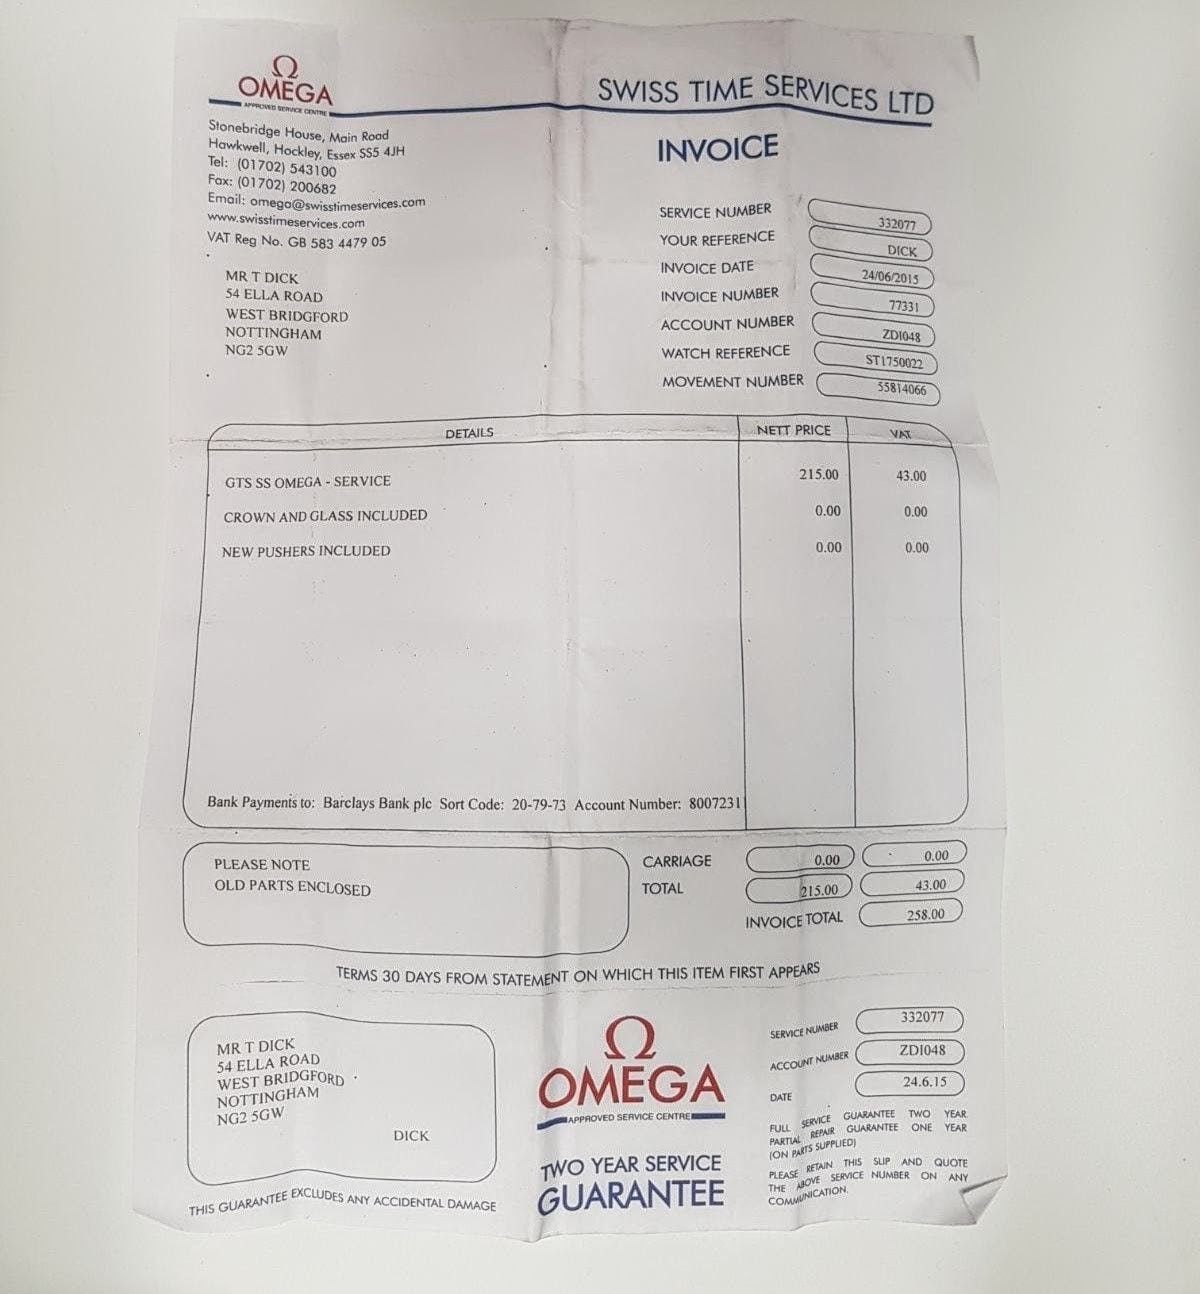 Ω
OMEGA
APPROVED SERVICE CENTRE
SWISS TIME SERVICES LTD
Stonebridge House, Main Road
Hawkwell, Hockley, Essex SS5 4JH
Tel: (01702) 543100
Fax: (01702) 200682
Email: omega@swisstimeservices.com
www.swisstimeservices.com
VAT Reg No. GB 583 4479 05
INVOICE
SERVICE NUMBER 332077
YOUR REFERENCE DICK
INVOICE DATE 24/06/2015
INVOICE NUMBER 77331
ACCOUNT NUMBER ZDI048
WATCH REFERENCE ST1750022
MOVEMENT NUMBER 55814066
MR T DICK
54 ELLA ROAD
WEST BRIDGFORD
NOTTINGHAM
NG2 5GW
DETAILS NETT PRICE VAT
GTS SS OMEGA - SERVICE 215.00 43.00
CROWN AND GLASS INCLUDED 0.00 0.00
NEW PUSHERS INCLUDED 0.00 0.00
Bank Payments to: Barclays Bank plc Sort Code: 20-79-73 Account Number: 8007231
PLEASE NOTE
OLD PARTS ENCLOSED
CARRIAGE 0.00 0.00
TOTAL 215.00 43.00
INVOICE TOTAL 258.00
TERMS 30 DAYS FROM STATEMENT ON WHICH THIS ITEM FIRST APPEARS
MR T DICK
54 ELLA ROAD
WEST BRIDGFORD
NOTTINGHAM
NG2 5GW
DICK
THIS GUARANTEE EXCLUDES ANY ACCIDENTAL DAMAGE
Ω
OMEGA
APPROVED SERVICE CENTRE
TWO YEAR SERVICE
GUARANTEE
SERVICE NUMBER 332077
ACCOUNT NUMBER ZDI048
DATE 24.6.15
FULL SERVICE GUARANTEE TWO YEAR
PARTIAL REPAIR GUARANTEE ONE YEAR
(ON PARTS SUPPLIED)
PLEASE RETAIN THIS SLIP AND QUOTE
THE ABOVE SERVICE NUMBER ON ANY
COMMUNICATION.